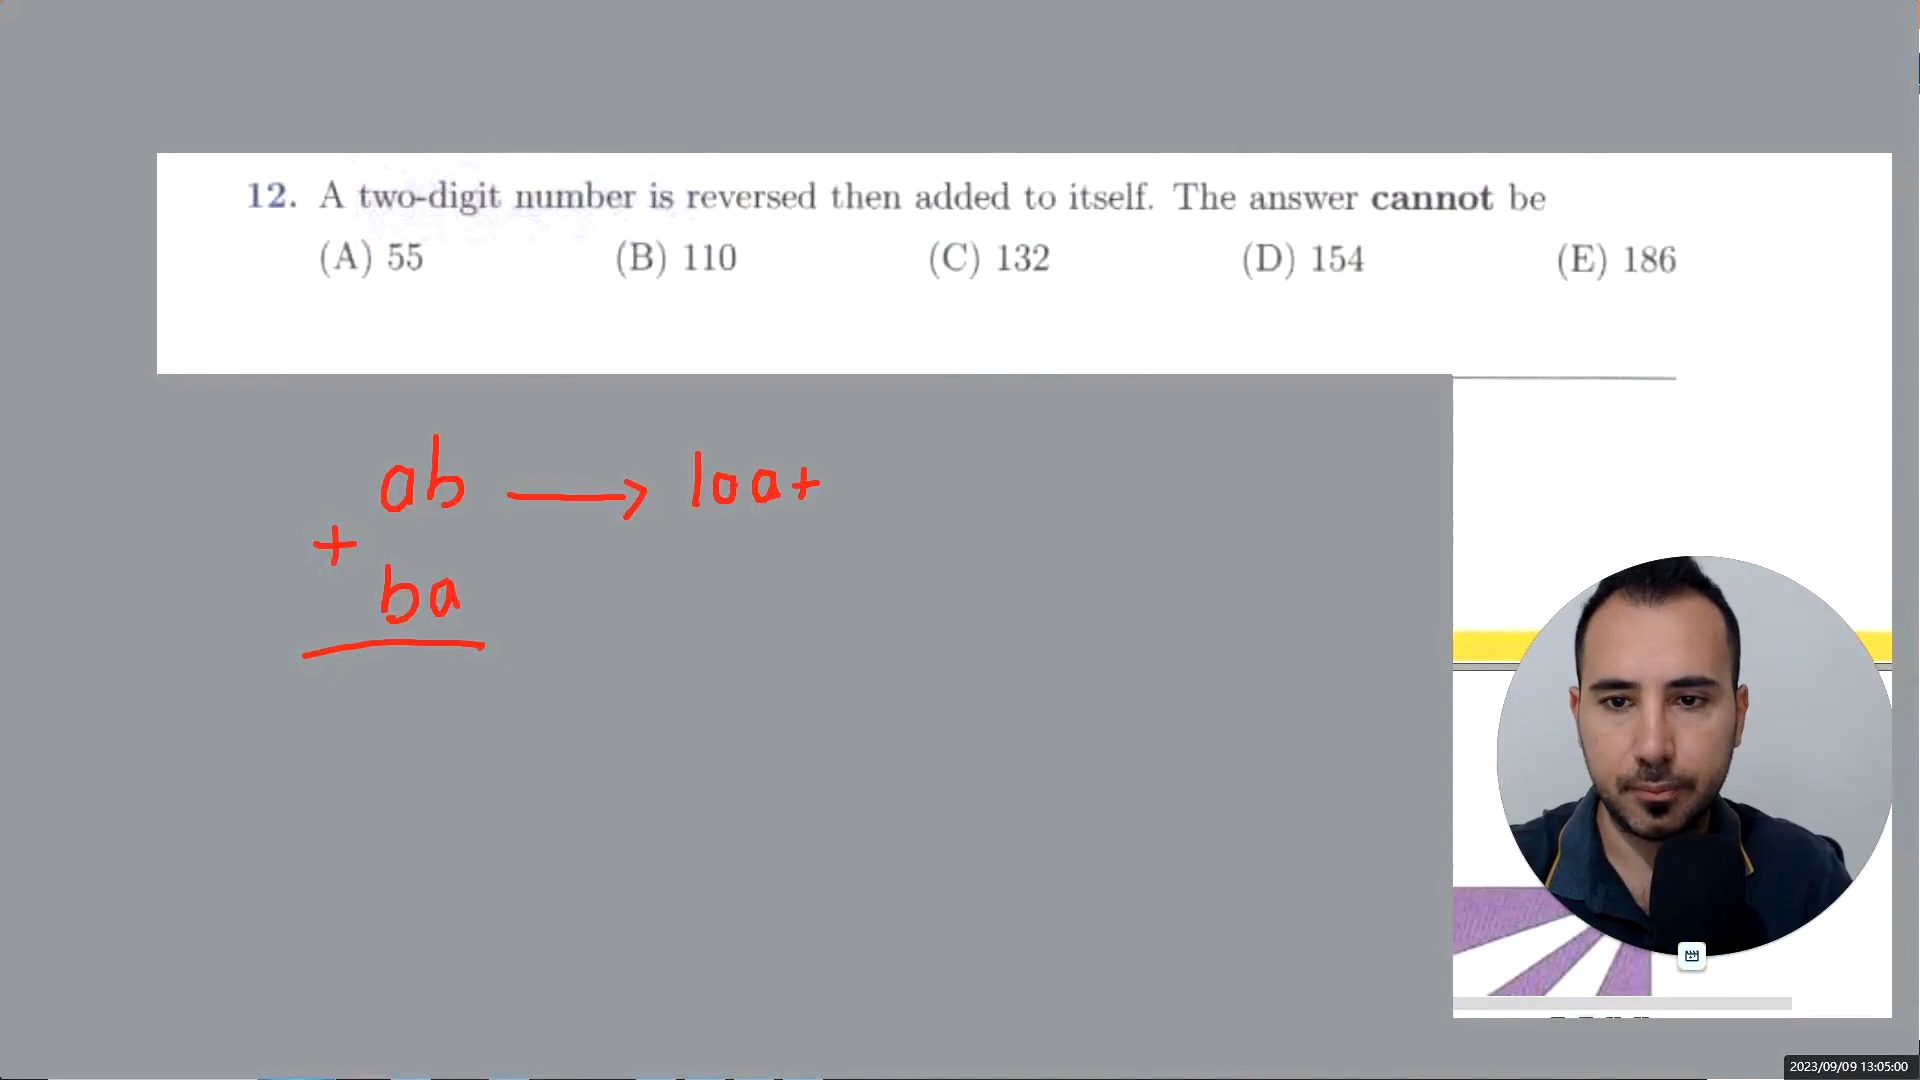 12. A two-digit number is reversed then added to itself. The answer cannot be
(A) 55 (B) 110 (C) 132 (D) 154 (E) 186
ab → 10a+
+
ba
2023/09/09 13:05:00